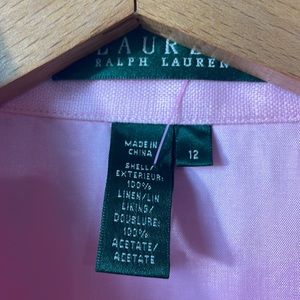 LAUREN
RALPH LAUREN
MADE IN
CHINA
12
SHELL/
EXTERIEUR:
100%
LINEN/LIN
LINING/
DOUBLURE:
100%
ACETATE/
ACETATE